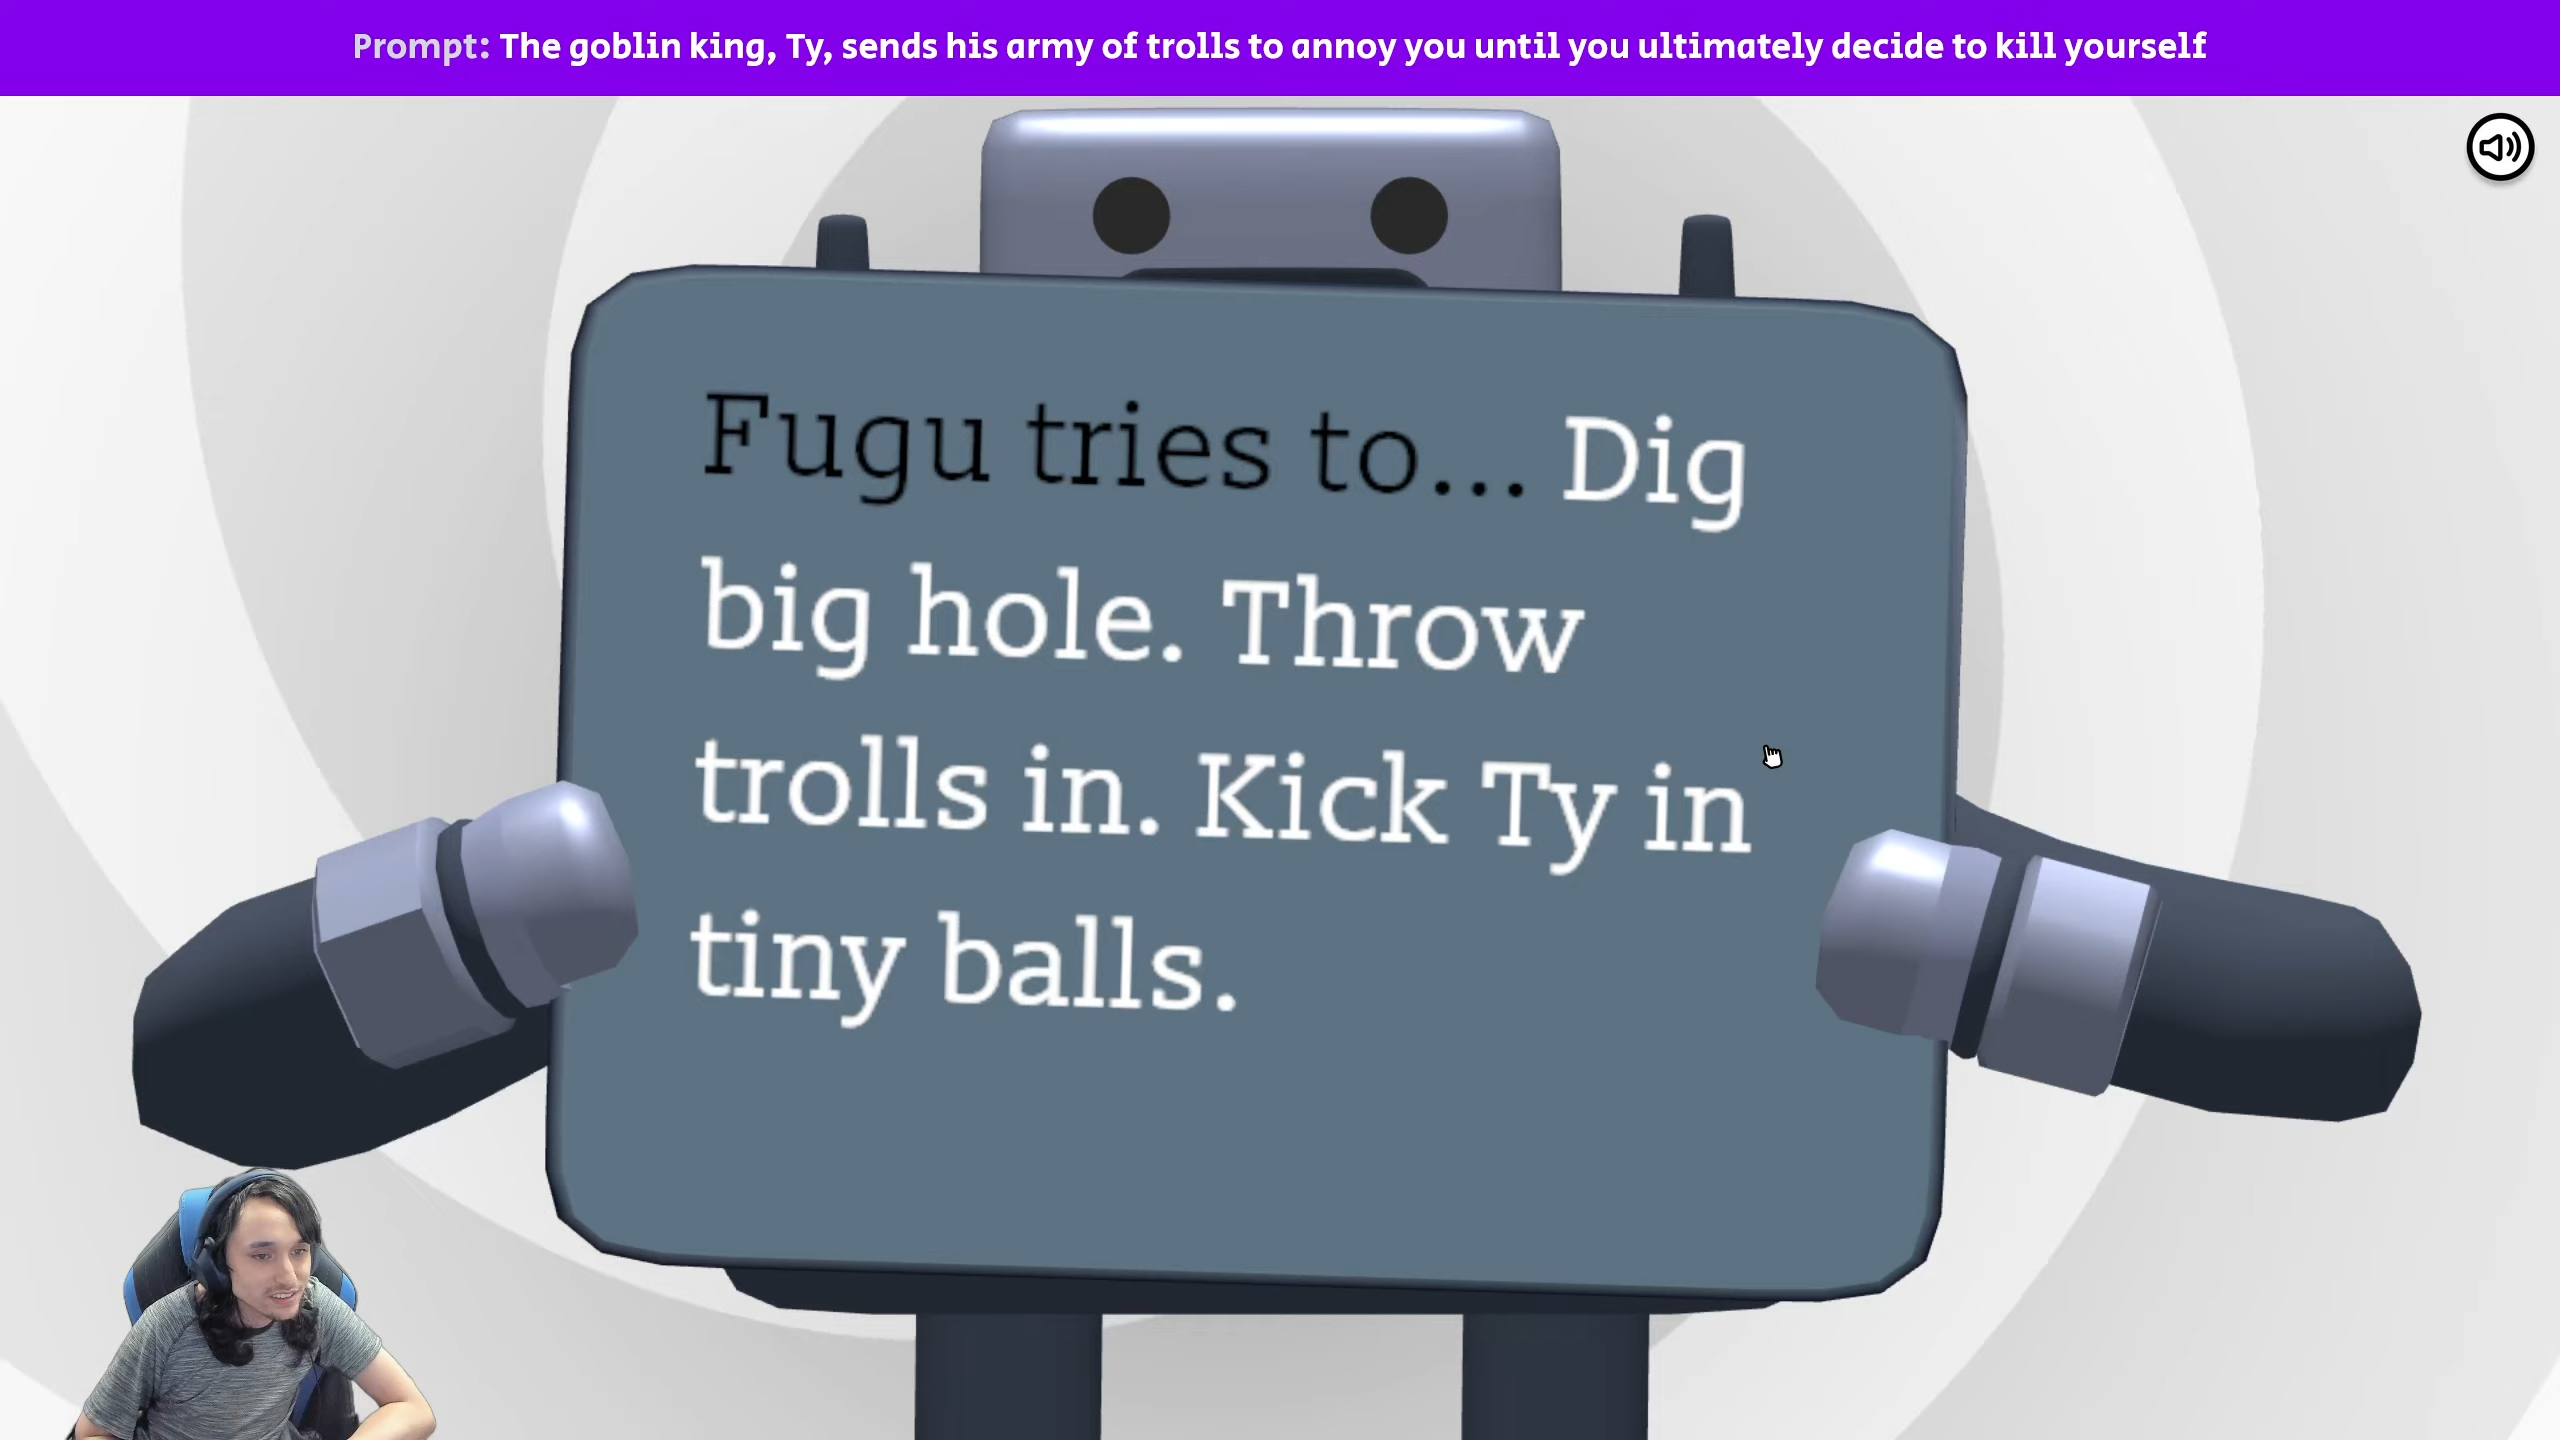 Prompt: The goblin king, Ty, sends his army of trolls to annoy you until you ultimately decide to kill yourself
Fugu tries to... Dig
big hole. Throw
trolls in. Kick Ty in
tiny balls.